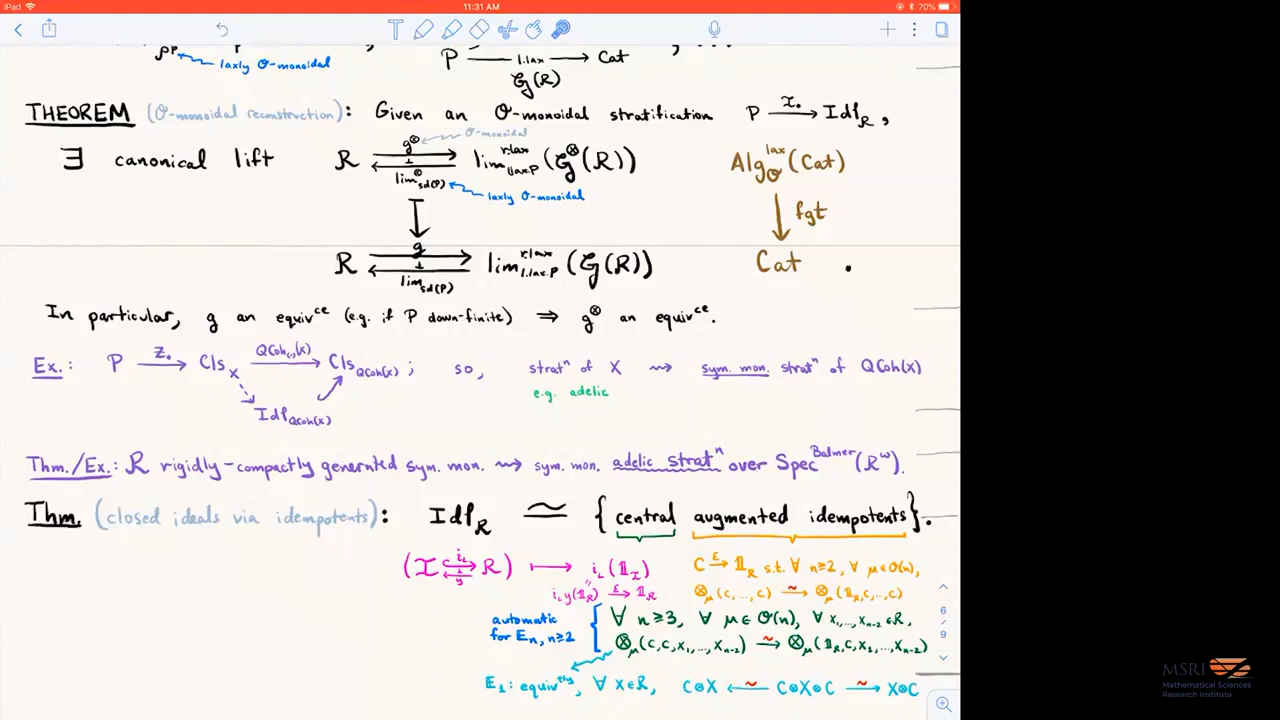 iPad 11:31 AM 70%
laxly O-monoidal
P —l.lax→ Cat , ...
G(R)
THEOREM (O-monoidal reconstruction): Given an O-monoidal stratification P —I.→ Idl_R ,
g^⊗ O-monoidal
∃ canonical lift R ⇄ lim^{r.lax}_{l.lax.P}(G^⊗(R)) Alg_O^{lax}(Cat)
⊥
lim^⊗_{sd(P)} laxly O-monoidal
↓ fgt
g
R ⇄ lim^{r.lax}_{l.lax.P}(G(R)) Cat .
⊥
lim_{sd(P)}
In particular, g an equiv^{ce} (e.g. if P down-finite) ⟹ g^⊗ an equiv^{ce}.
Ex.: P —Z.→ Cls_X —QCoh_{(-)}(X)→ Cls_{QCoh(X)} ; so, strat^n of X ⇝ sym. mon. strat^n of QCoh(X)
e.g. adelic
Idl_{QCoh(X)}
Thm./Ex.: R rigidly-compactly generated sym. mon. ⇝ sym. mon. adelic strat^n over Spec^{Balmer}(R^ω).
Thm. (closed ideals via idempotents): Idl_R ≃ { central augmented idempotents }.
(I ⇄ R) ⟼ i_L(𝟙_I) C —ε→ 𝟙_R s.t. ∀ n≥2, ∀ μ∈O(n),
i_L y(𝟙_R) —ε→ 𝟙_R ⊗_μ(C,...,C) —~→ ⊗_μ(𝟙_R,C,...,C)
automatic for E_n, n≥2 { ∀ n≥3, ∀ μ∈O(n), ∀ X_1,...,X_{n-2}∈R,
⊗_μ(C,C,X_1,...,X_{n-2}) —~→ ⊗_μ(𝟙_R,C,X_1,...,X_{n-2})
E_1: equiv^{tly}, ∀ X∈R, C⊗X ←~— C⊗X⊗C —~→ X⊗C
6
9
MSRI
Mathematical Sciences
Research Institute